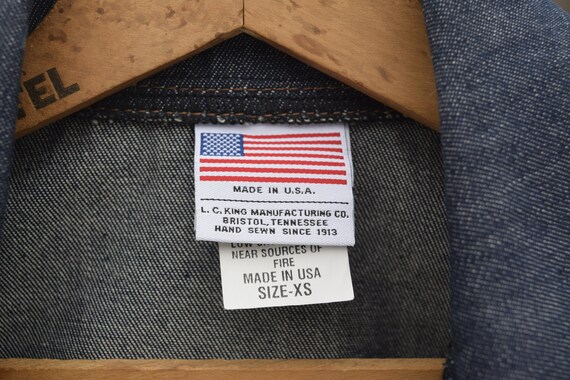 TEL
MADE IN U.S.A.
L.C. KING MANUFACTURING CO.
BRISTOL, TENNESSEE
HAND SEWN SINCE 1913
NEAR SOURCES OF
FIRE
MADE IN USA
SIZE-XS